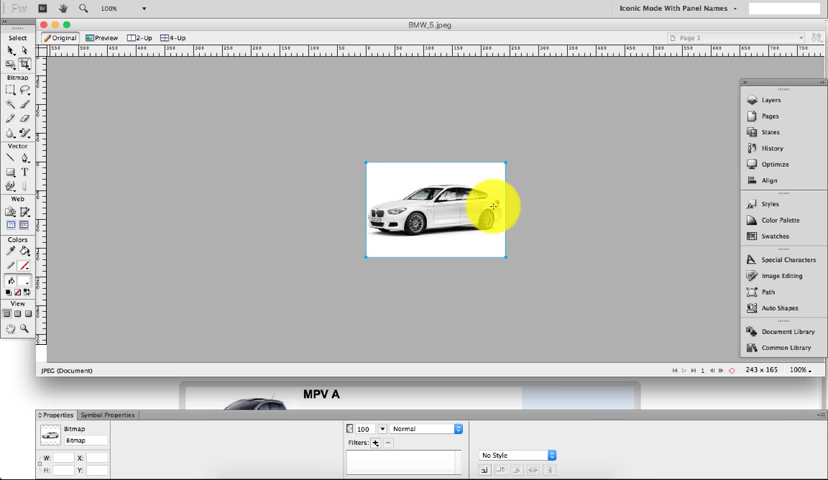 Fw Br 100% Iconic Mode With Panel Names
BMW_5.jpeg
Original Preview 2-Up 4-Up Page 1
Select
Bitmap
Vector
T
Web
Colors
View
Layers
Pages
States
History
Optimize
Align
Styles
Color Palette
Swatches
Special Characters
Image Editing
Path
Auto Shapes
Document Library
Common Library
JPEG (Document) 1 243 x 165 100%
MPV A
Properties Symbol Properties
Bitmap
Bitmap
100 Normal
Filters:
No Style
W: X:
H: Y: